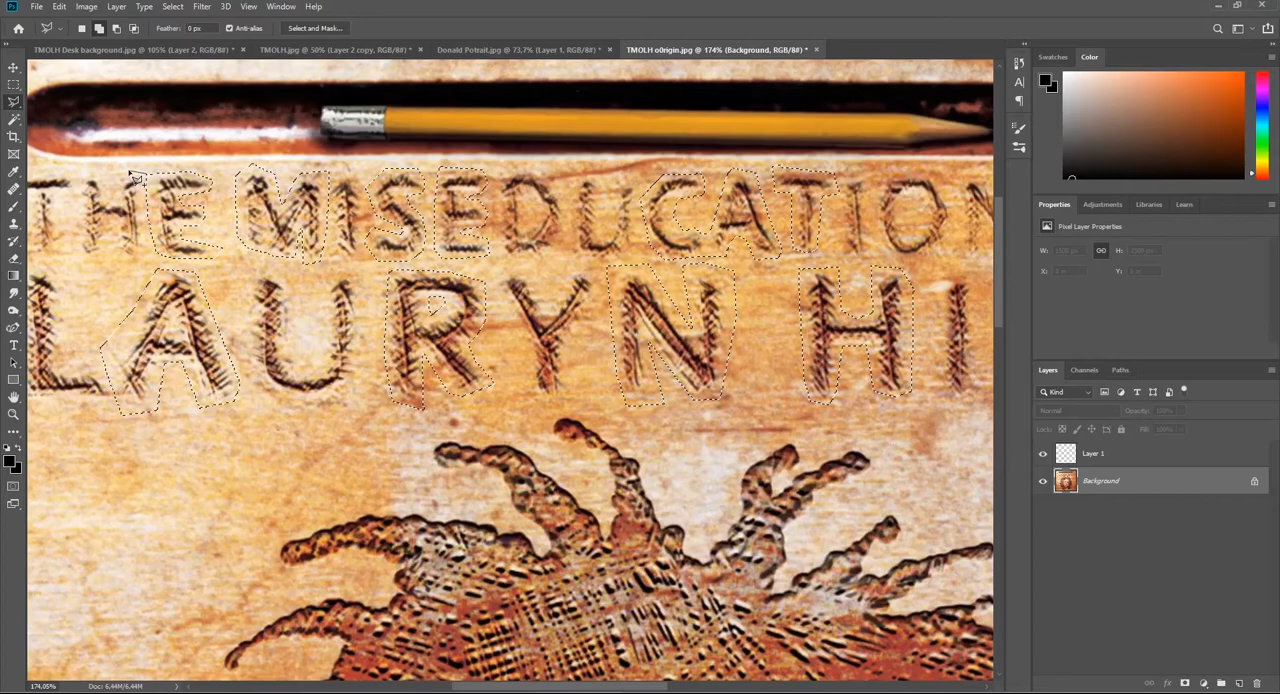 File Edit Image Layer Type Select Filter 3D View Window Help
Feather: 0 px Anti-alias Select and Mask...
TMOLH Desk background.jpg @ 105% (Layer 2, RGB/8#) * TMOLH.jpg @ 50% (Layer 2 copy, RGB/8#) * Donald Potrait.jpg @ 73,7% (Layer 1, RGB/8#) * TMOLH o0rigin.jpg @ 174% (Background, RGB/8#) *
Swatches Color
THE MISEDUCATION
LAURYN HI
Properties Adjustments Libraries Learn
Pixel Layer Properties
W: H:
X: Y:
Layers Channels Paths
Kind
Normal Opacity: 100%
Lock: Fill: 100%
Layer 1
Background
174.05% Doc: 6,44M/6,44M